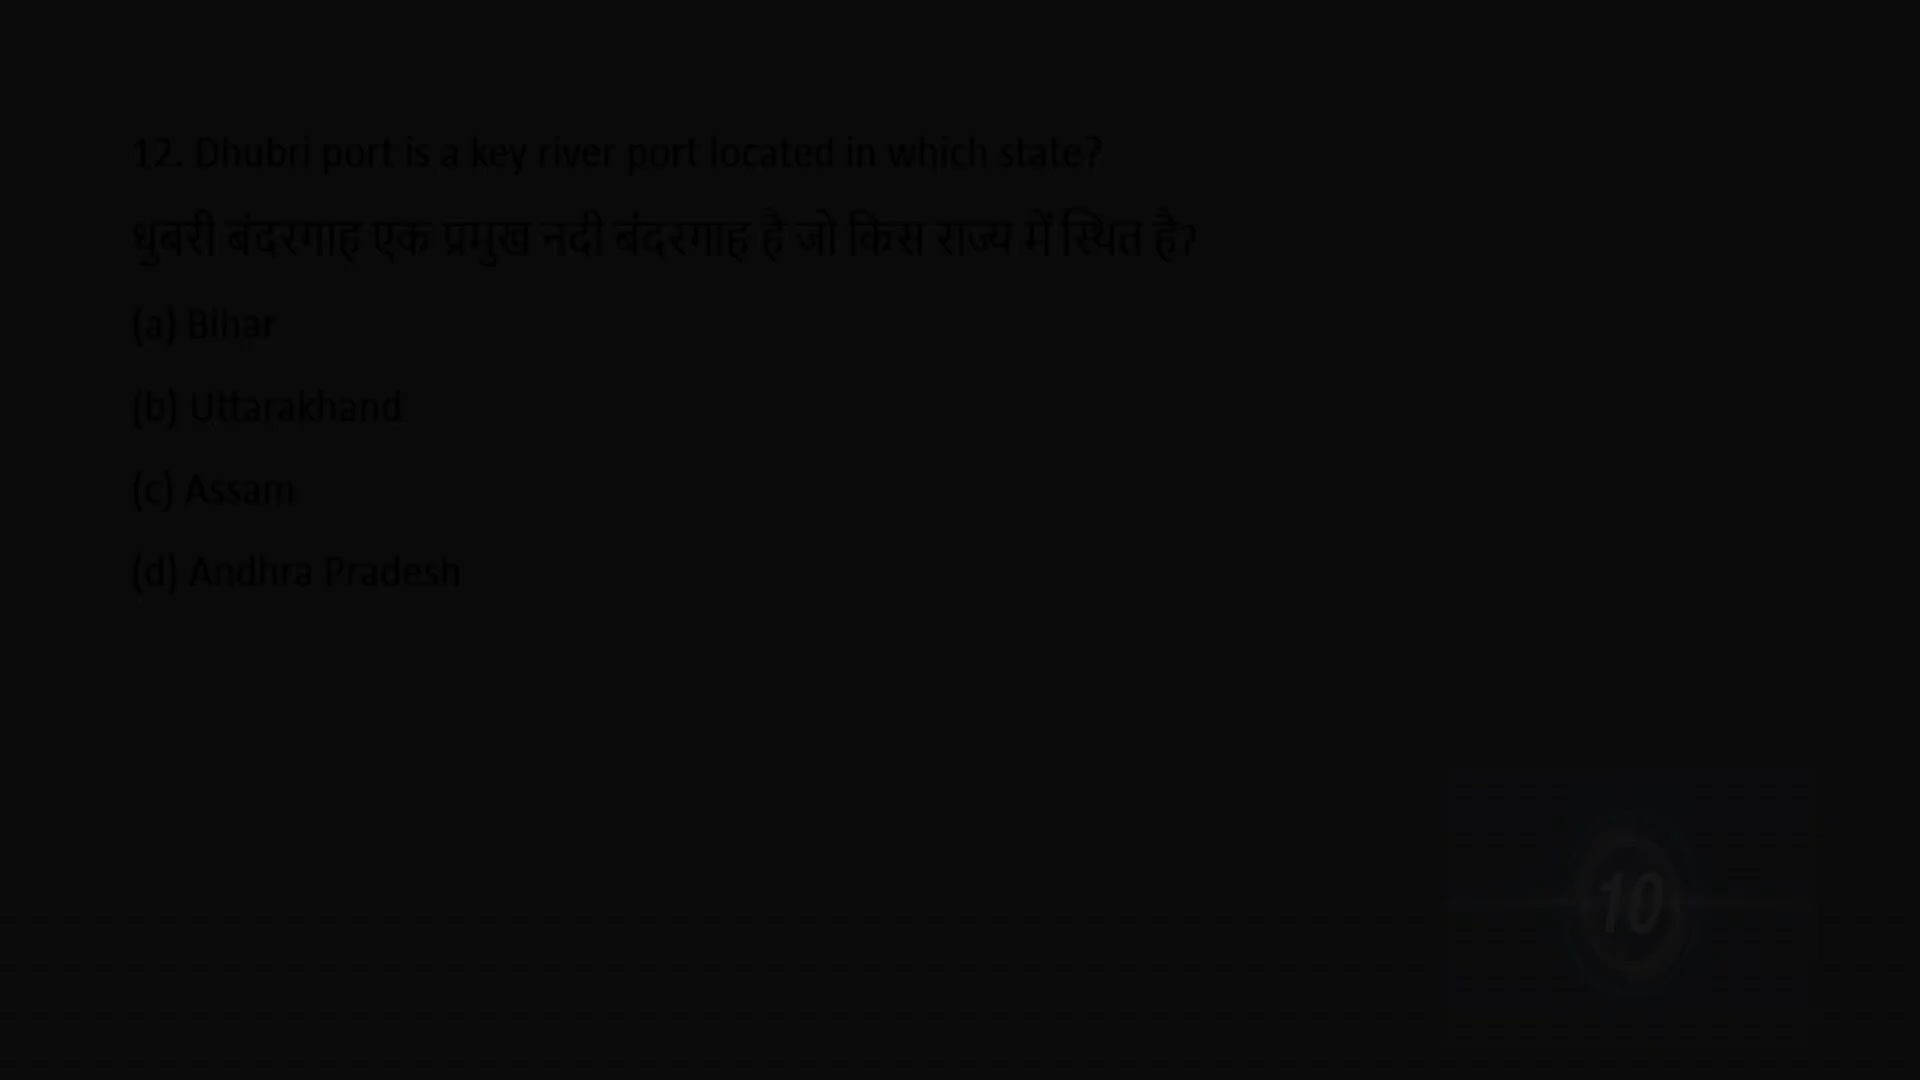 12. Dhubri port is a key river port located in which state?
धुबरी बंदरगाह एक प्रमुख नदी बंदरगाह है जो किस राज्य में स्थित है?
(a) Bihar
(b) Uttarakhand
(c) Assam
(d) Andhra Pradesh
10